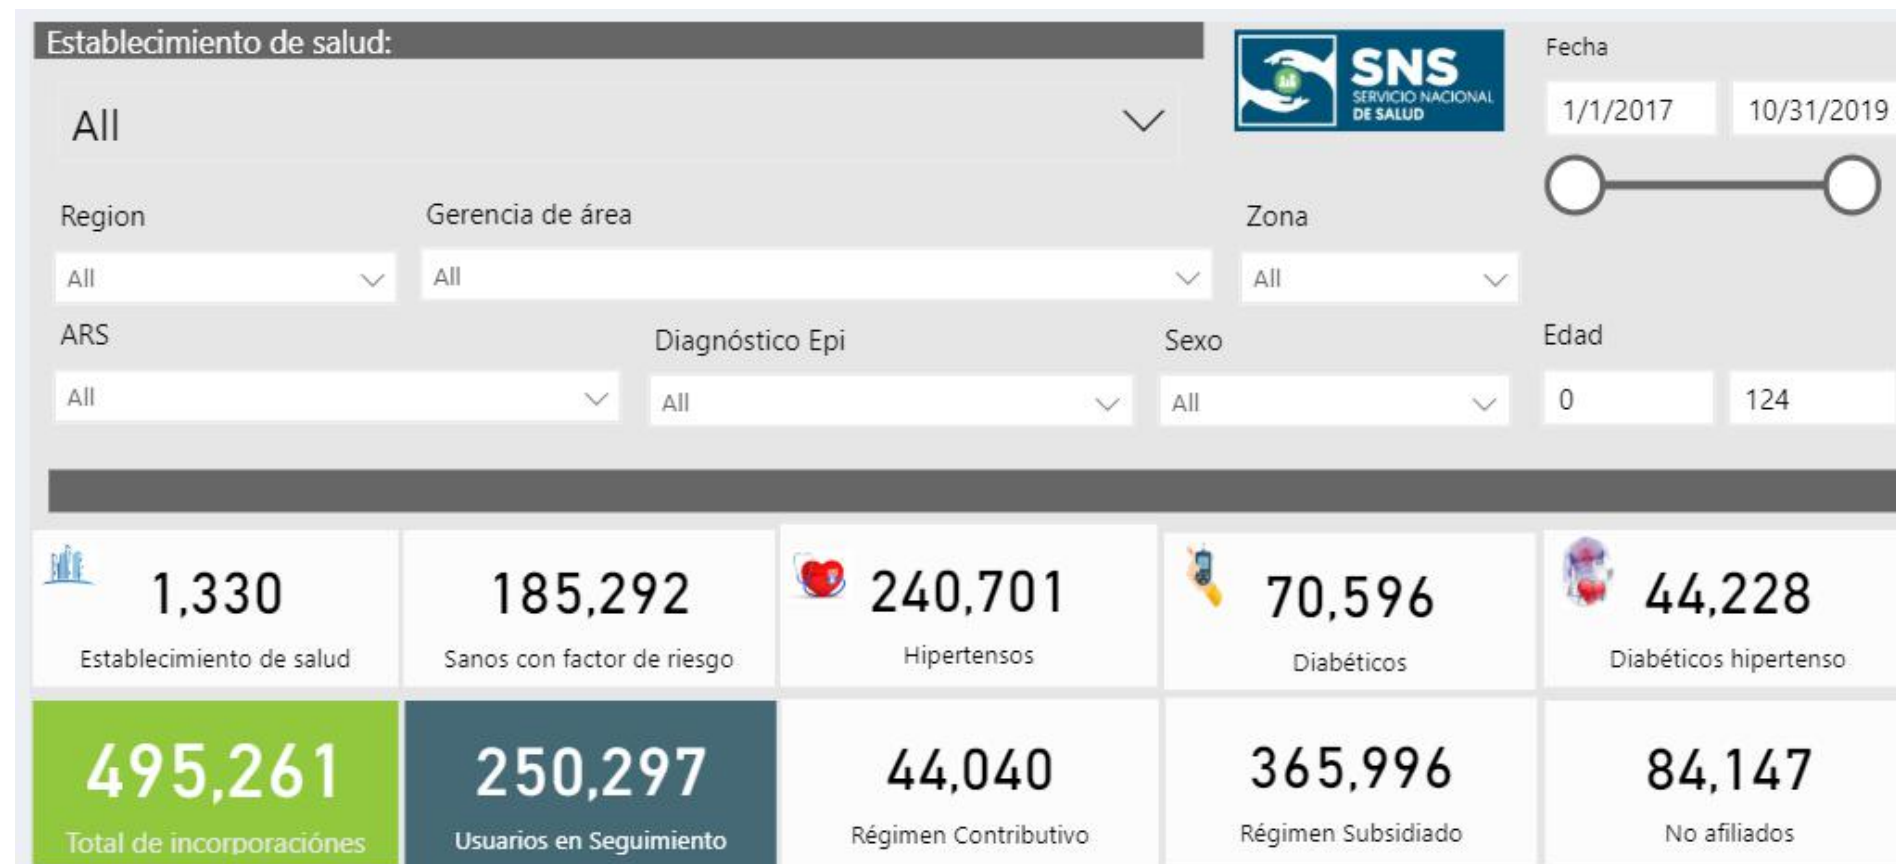 Establecimiento de salud:
All
SNS
SERVICIO NACIONAL
DE SALUD
Fecha
1/1/2017 10/31/2019
Region Gerencia de área Zona
All All All
ARS Diagnóstico Epi Sexo Edad
All All All 0 124
1,330 185,292 240,701 70,596 44,228
Establecimiento de salud Sanos con factor de riesgo Hipertensos Diabéticos Diabéticos hipertenso
495,261 250,297 44,040 365,996 84,147
Total de incorporaciónes Usuarios en Seguimiento Régimen Contributivo Régimen Subsidiado No afiliados